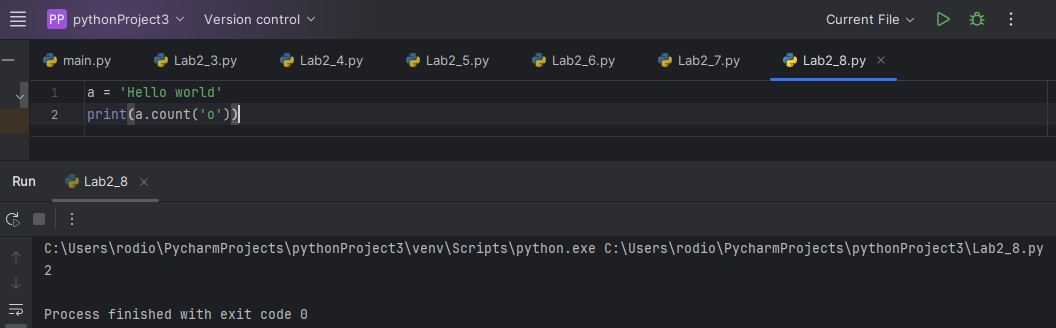 PP pythonProject3 Version control Current File
main.py Lab2_3.py Lab2_4.py Lab2_5.py Lab2_6.py Lab2_7.py Lab2_8.py
1 a = 'Hello world'
2 print(a.count('o'))
Run Lab2_8
C:\Users\rodio\PycharmProjects\pythonProject3\venv\Scripts\python.exe C:\Users\rodio\PycharmProjects\pythonProject3\Lab2_8.py
2
Process finished with exit code 0